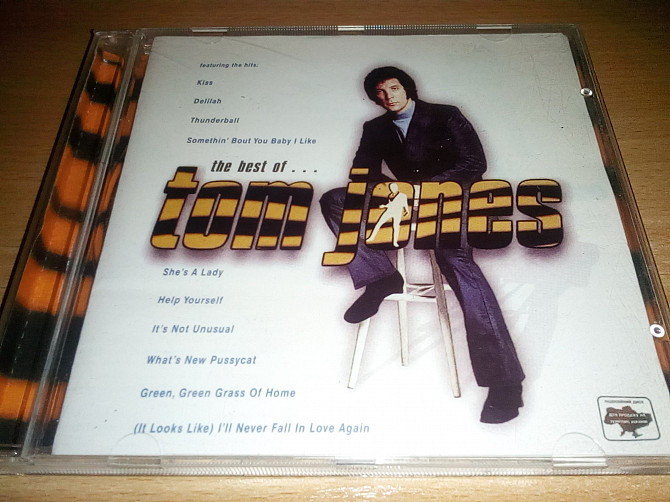 featuring the hits:
Kiss
Delilah
Thunderball
Somethin' Bout You Baby I Like
the best of...
tom jones
She's A Lady
Help Yourself
It's Not Unusual
What's New Pussycat
Green, Green Grass Of Home
(It Looks Like) I'll Never Fall In Love Again